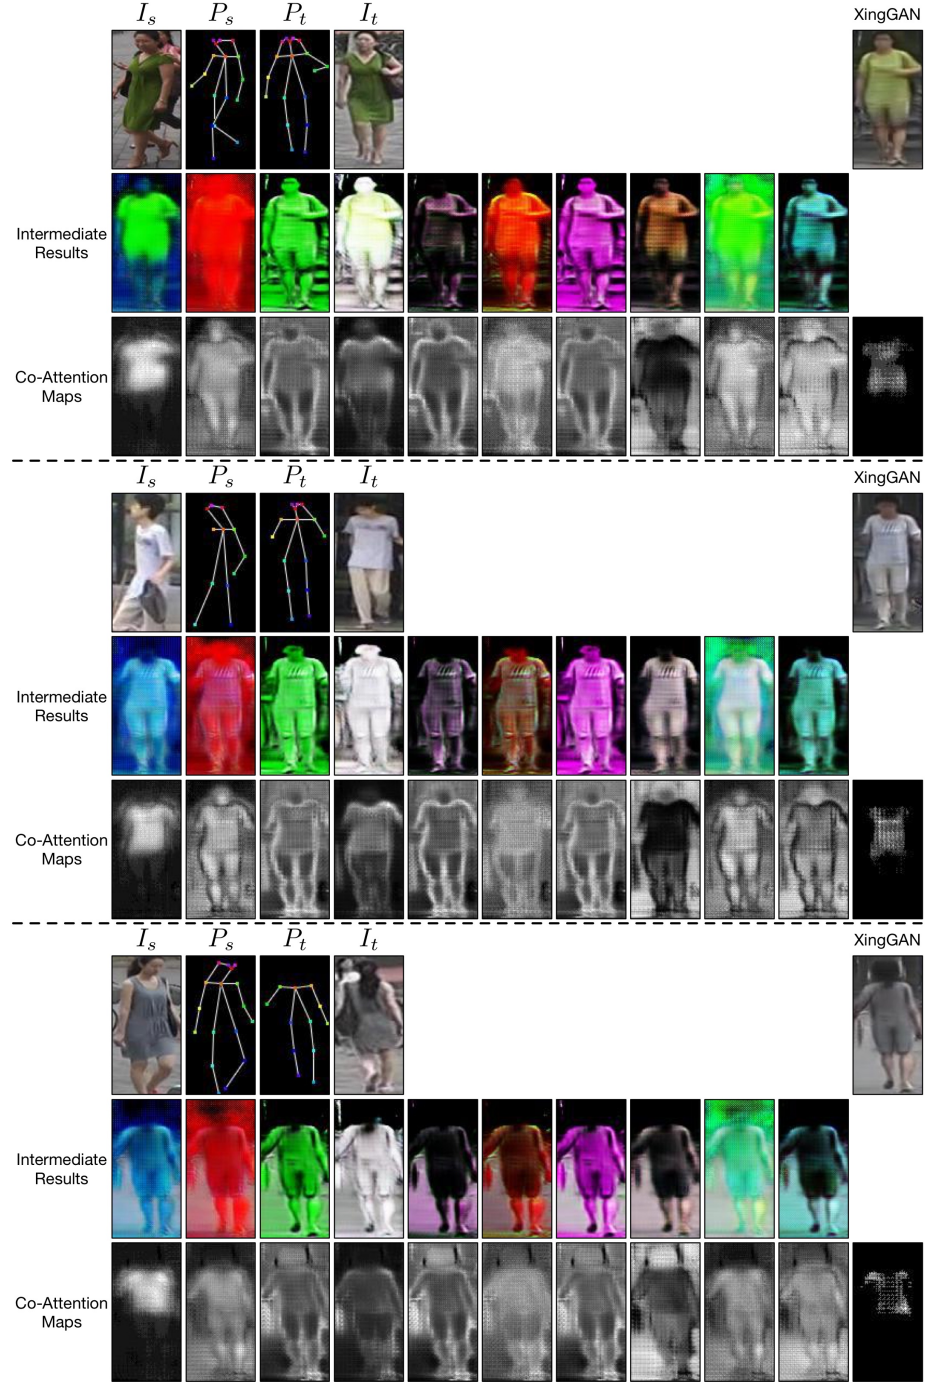 I_s P_s P_t I_t XingGAN
Intermediate
Results
Co-Attention
Maps
I_s P_s P_t I_t XingGAN
Intermediate
Results
Co-Attention
Maps
I_s P_s P_t I_t XingGAN
Intermediate
Results
Co-Attention
Maps